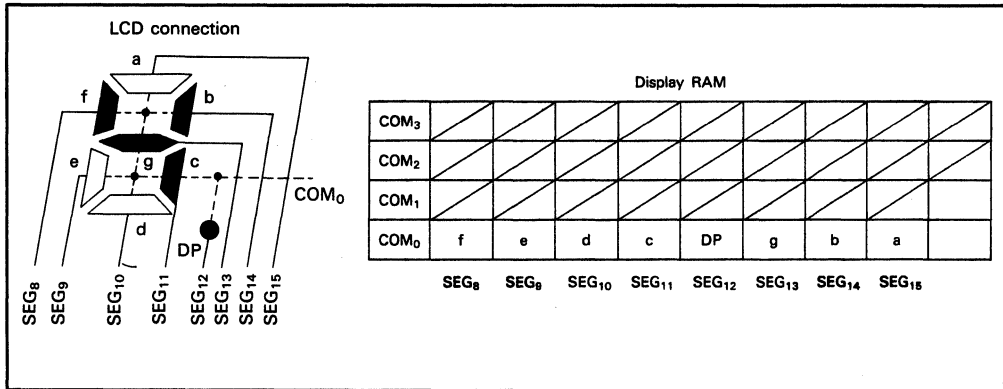 LCD connection
a
f
b
e
g
c
COM₀
d
DP
SEG₈
SEG₉
SEG₁₀
SEG₁₁
SEG₁₂
SEG₁₃
SEG₁₄
SEG₁₅
Display RAM
COM₃
COM₂
COM₁
COM₀ f e d c DP g b a
SEG₈ SEG₉ SEG₁₀ SEG₁₁ SEG₁₂ SEG₁₃ SEG₁₄ SEG₁₅